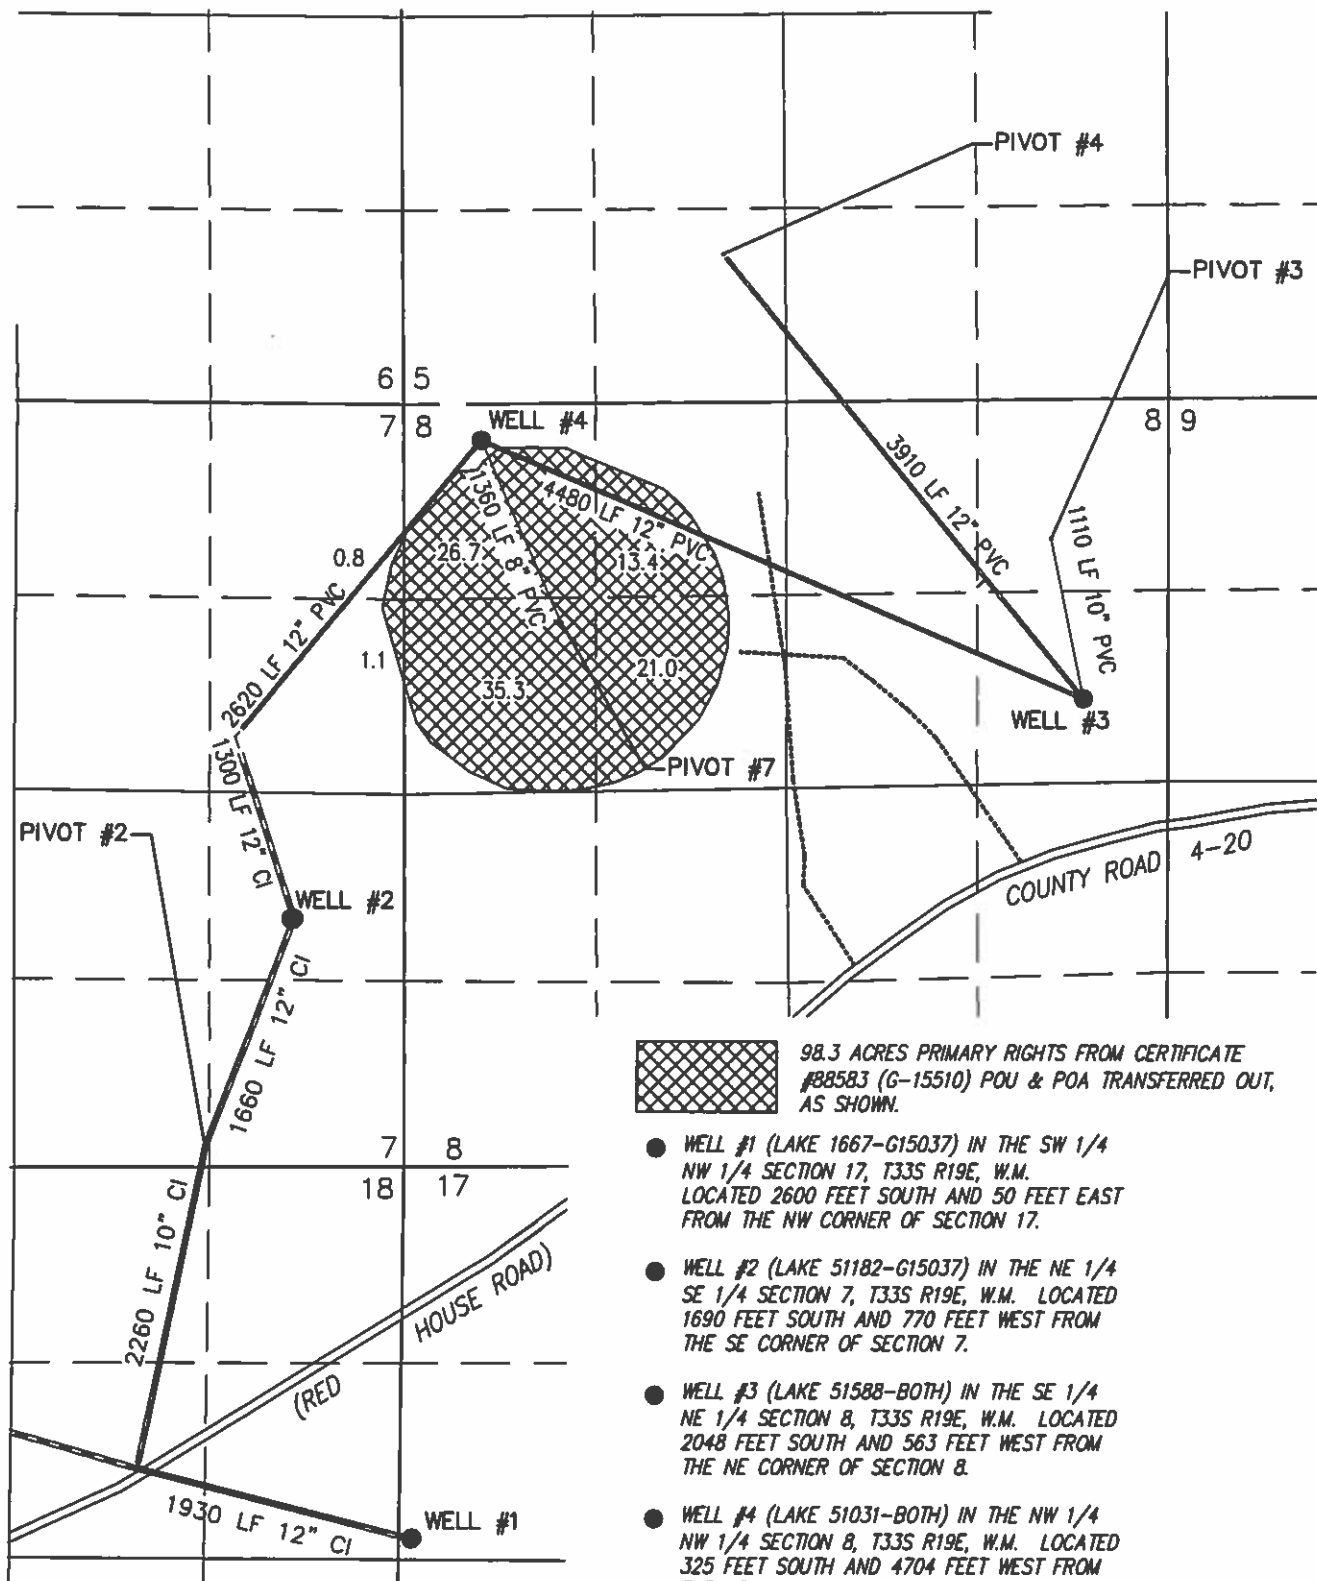 PIVOT #4
PIVOT #3
6 5
7 8
8 9
WELL #4
3910 LF 12" PVC
1360 LF 8" PVC
4480 LF 12" PVC
1110 LF 10" PVC
0.8
26.7
13.4
2620 LF 12" PVC
1.1
35.3
21.0
WELL #3
1300 LF 12" CI
PIVOT #7
PIVOT #2
COUNTY ROAD 4-20
WELL #2
1660 LF 12" CI
98.3 ACRES PRIMARY RIGHTS FROM CERTIFICATE
#88583 (G-15510) POU & POA TRANSFERRED OUT,
AS SHOWN.
7 8
18 17
WELL #1 (LAKE 1667-G15037) IN THE SW 1/4
NW 1/4 SECTION 17, T33S R19E, W.M.
LOCATED 2600 FEET SOUTH AND 50 FEET EAST
FROM THE NW CORNER OF SECTION 17.
2260 LF 10" CI
(RED HOUSE ROAD)
WELL #2 (LAKE 51182-G15037) IN THE NE 1/4
SE 1/4 SECTION 7, T33S R19E, W.M. LOCATED
1690 FEET SOUTH AND 770 FEET WEST FROM
THE SE CORNER OF SECTION 7.
WELL #3 (LAKE 51588-BOTH) IN THE SE 1/4
NE 1/4 SECTION 8, T33S R19E, W.M. LOCATED
2048 FEET SOUTH AND 563 FEET WEST FROM
THE NE CORNER OF SECTION 8.
1930 LF 12" CI
WELL #1
WELL #4 (LAKE 51031-BOTH) IN THE NW 1/4
NW 1/4 SECTION 8, T33S R19E, W.M. LOCATED
325 FEET SOUTH AND 4704 FEET WEST FROM